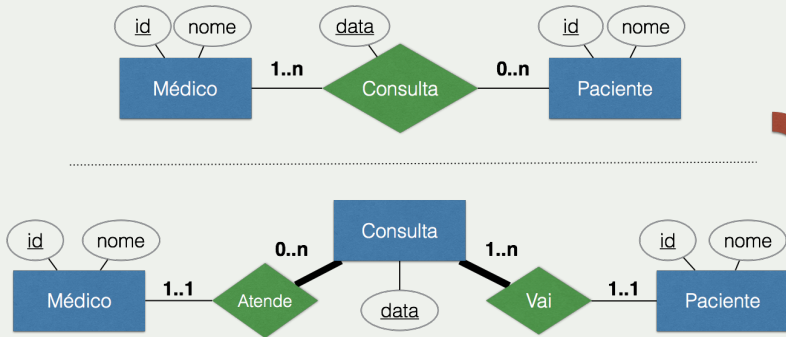 id nome data id nome
1..n 0..n
Médico Consulta Paciente
Consulta
id nome 0..n 1..n id nome
1..1 1..1
Médico Atende data Vai Paciente